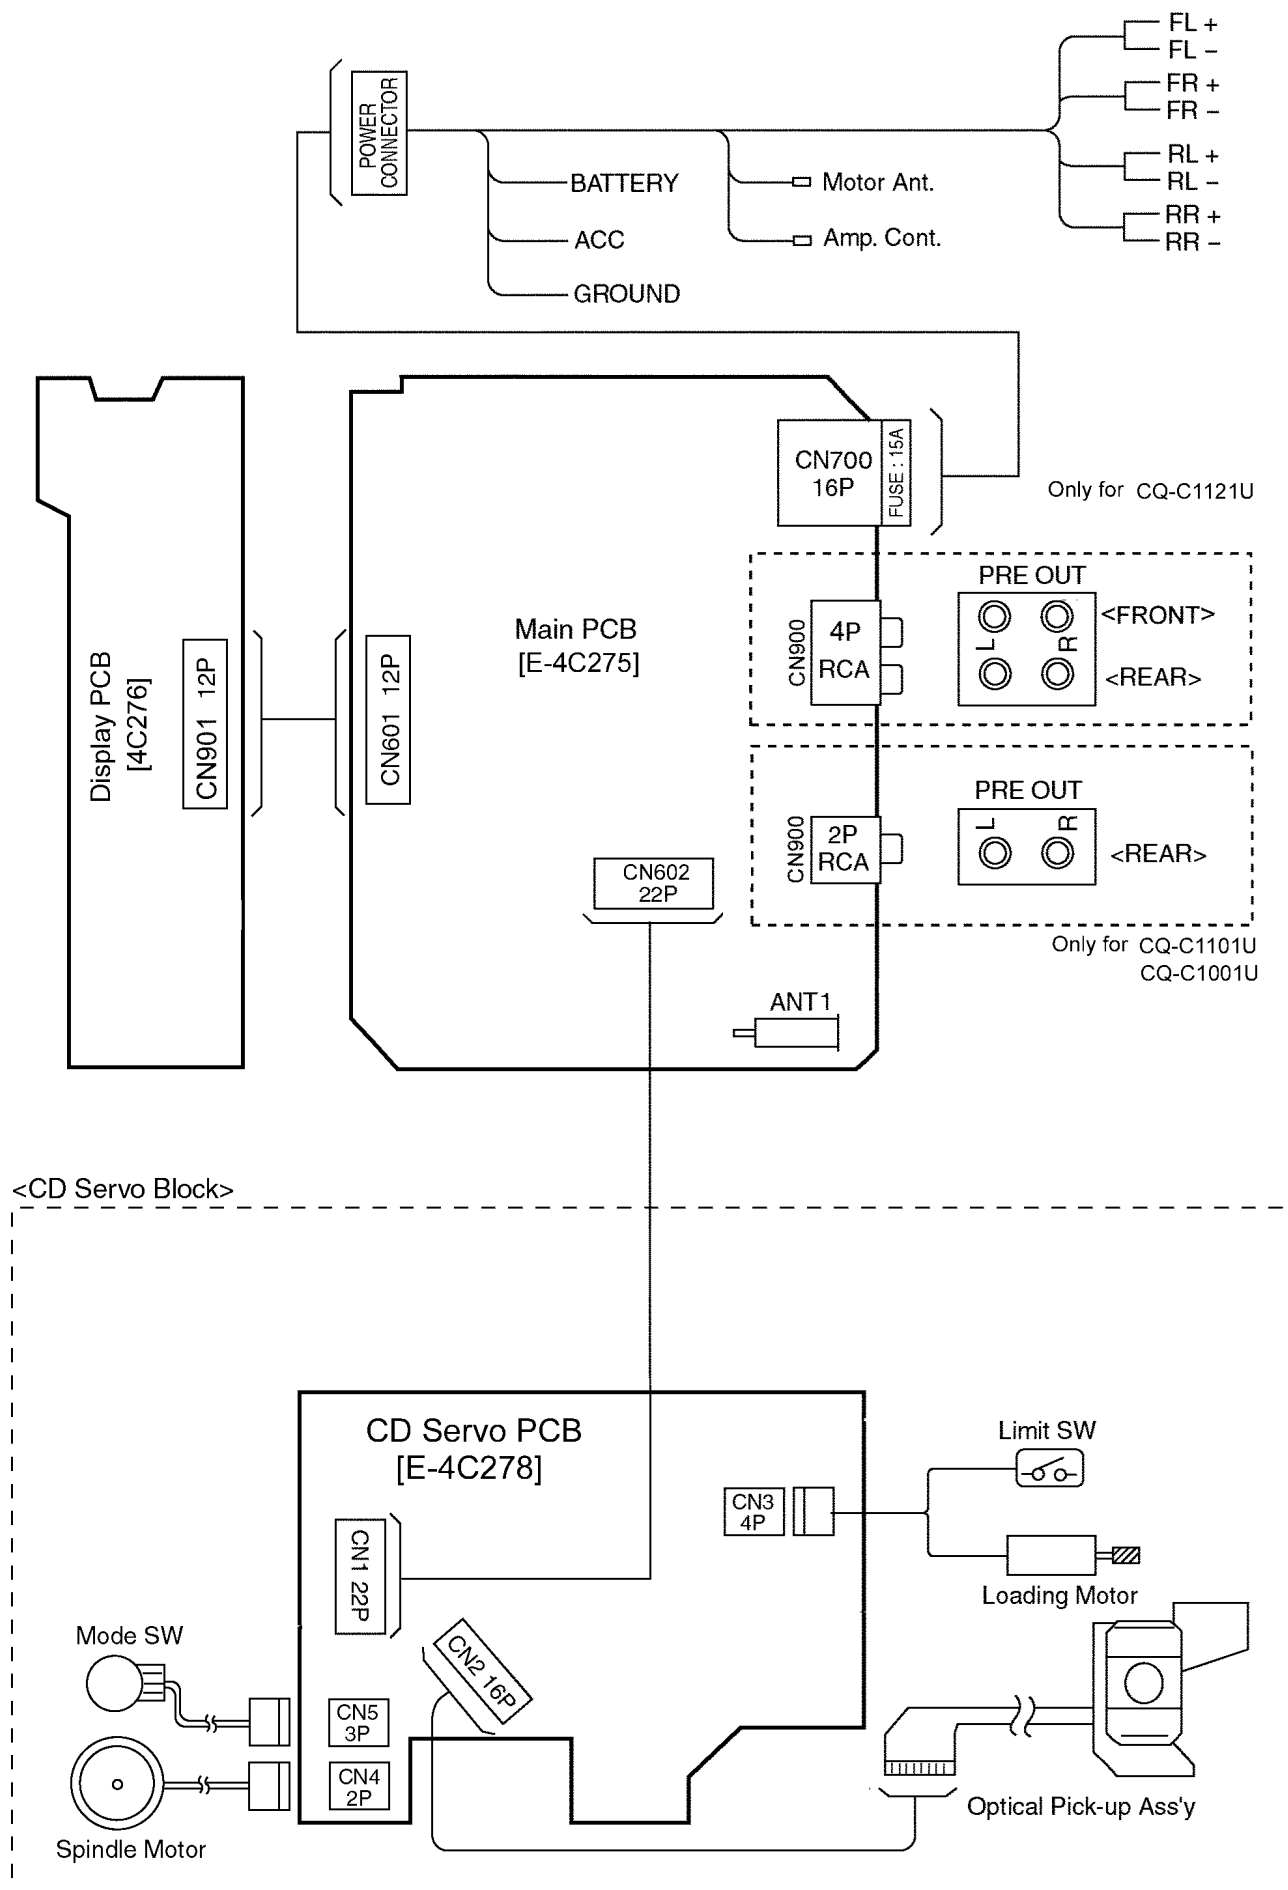 FL +
FL −
FR +
FR −
RL +
RL −
RR +
RR −
POWER
CONNECTOR
BATTERY
ACC
GROUND
Motor Ant.
Amp. Cont.
CN700
16P
FUSE : 15A
Only for CQ-C1121U
PRE OUT
<FRONT>
L
R
<REAR>
CN900
4P
RCA
Main PCB
[E-4C275]
Display PCB
[4C276]
CN901 12P
CN601 12P
PRE OUT
L
R
<REAR>
CN900
2P
RCA
CN602
22P
Only for CQ-C1101U
CQ-C1001U
ANT1
<CD Servo Block>
CD Servo PCB
[E-4C278]
Limit SW
CN3
4P
CN1 22P
Loading Motor
Mode SW
CN2 16P
CN5
3P
CN4
2P
Optical Pick-up Ass'y
Spindle Motor